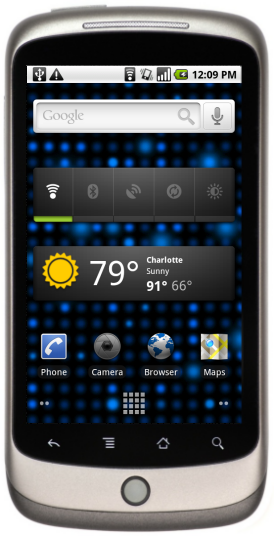 12:09 PM
Google
79°
Charlotte
Sunny
91° 66°
Phone
Camera
Browser
Maps